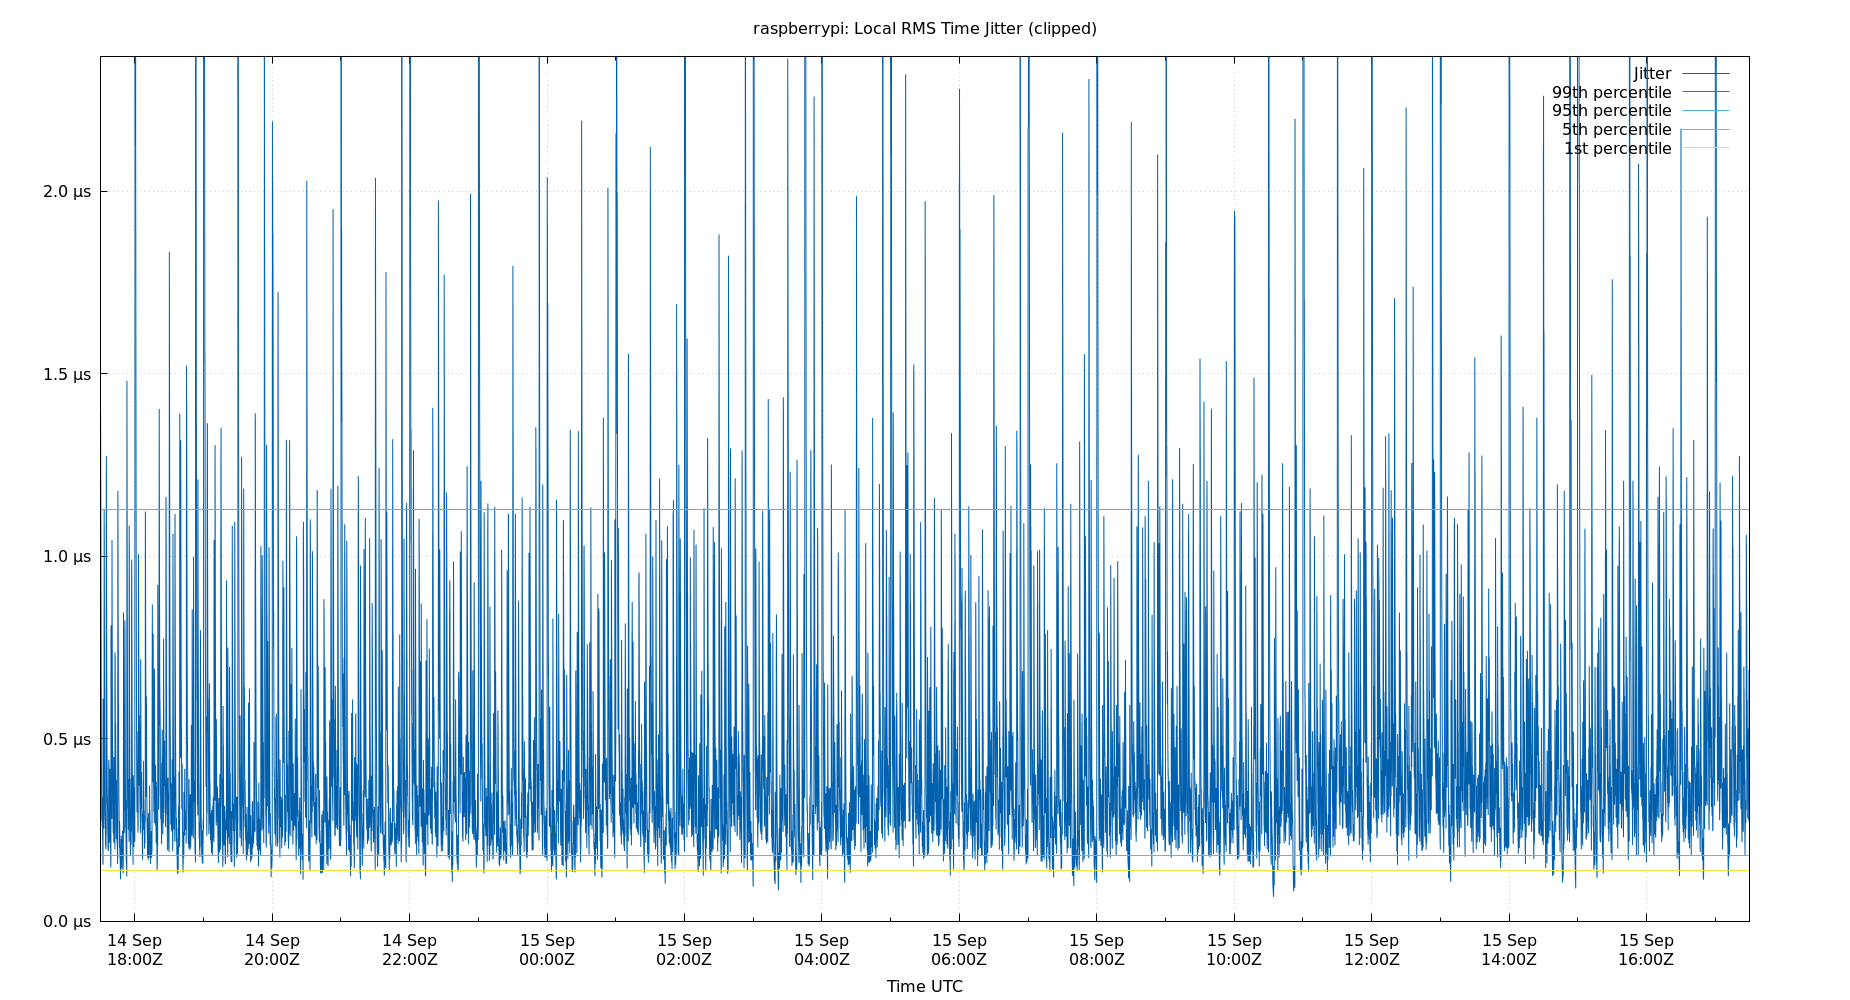 raspberrypi: Local RMS Time Jitter (clipped)
Jitter
99th percentile
95th percentile
5th percentile
1st percentile
2.0 µs
1.5 µs
1.0 µs
0.5 µs
0.0 µs
14 Sep 14 Sep 14 Sep 15 Sep 15 Sep 15 Sep 15 Sep 15 Sep 15 Sep 15 Sep 15 Sep 15 Sep
18:00Z 20:00Z 22:00Z 00:00Z 02:00Z 04:00Z 06:00Z 08:00Z 10:00Z 12:00Z 14:00Z 16:00Z
Time UTC